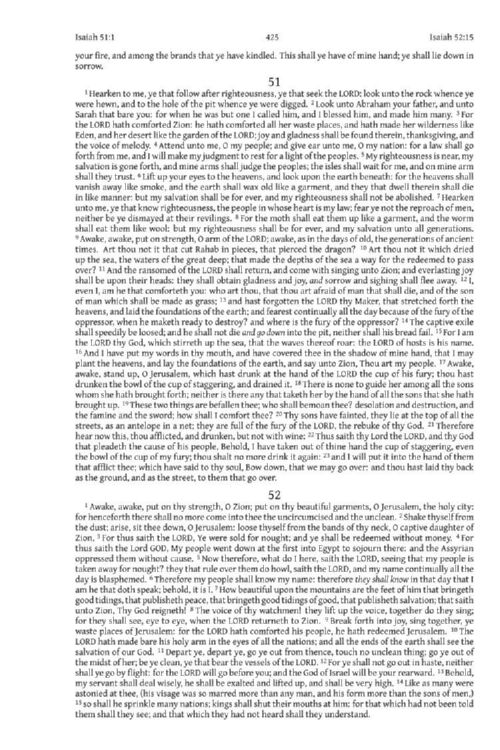 Isaiah 51:1 425 Isaiah 52:15
your fire, and among the brands that ye have kindled. This shall ye have of mine hand; ye shall lie down in
sorrow.
51
1 Hearken to me, ye that follow after righteousness, ye that seek the LORD: look unto the rock whence ye
were hewn, and to the hole of the pit whence ye were digged. 2 Look unto Abraham your father, and unto
Sarah that bare you: for when he was but one I called him, and I blessed him, and made him many. 3 For
the LORD hath comforted Zion: he hath comforted all her waste places, and hath made her wilderness like
Eden, and her desert like the garden of the LORD; joy and gladness shall be found therein, thanksgiving, and
the voice of melody. 4 Attend unto me, O my people; and give ear unto me, O my nation: for a law shall go
forth from me, and I will make my judgment to rest for a light of the peoples. 5 My righteousness is near, my
salvation is gone forth, and mine arms shall judge the peoples; the isles shall wait for me, and on mine arm
shall they trust. 6 Lift up your eyes to the heavens, and look upon the earth beneath: for the heavens shall
vanish away like smoke, and the earth shall wax old like a garment, and they that dwell therein shall die
in like manner: but my salvation shall be for ever, and my righteousness shall not be abolished. 7 Hearken
unto me, ye that know righteousness, the people in whose heart is my law; fear ye not the reproach of men,
neither be ye dismayed at their revilings. 8 For the moth shall eat them up like a garment, and the worm
shall eat them like wool: but my righteousness shall be for ever, and my salvation unto all generations.
9 Awake, awake, put on strength, O arm of the LORD; awake, as in the days of old, the generations of ancient
times. Art thou not it that cut Rahab in pieces, that pierced the dragon? 10 Art thou not it which dried
up the sea, the waters of the great deep; that made the depths of the sea a way for the redeemed to pass
over? 11 And the ransomed of the LORD shall return, and come with singing unto Zion; and everlasting joy
shall be upon their heads: they shall obtain gladness and joy, and sorrow and sighing shall flee away. 12 I,
even I, am he that comforteth you: who art thou, that thou art afraid of man that shall die, and of the son
of man which shall be made as grass; 13 and hast forgotten the LORD thy Maker, that stretched forth the
heavens, and laid the foundations of the earth; and fearest continually all the day because of the fury of the
oppressor, when he maketh ready to destroy? and where is the fury of the oppressor? 14 The captive exile
shall speedily be loosed; and he shall not die and go down into the pit, neither shall his bread fail. 15 For I am
the LORD thy God, which stirreth up the sea, that the waves thereof roar: the LORD of hosts is his name.
16 And I have put my words in thy mouth, and have covered thee in the shadow of mine hand, that I may
plant the heavens, and lay the foundations of the earth, and say unto Zion, Thou art my people. 17 Awake,
awake, stand up, O Jerusalem, which hast drunk at the hand of the LORD the cup of his fury; thou hast
drunken the bowl of the cup of staggering, and drained it. 18 There is none to guide her among all the sons
whom she hath brought forth; neither is there any that taketh her by the hand of all the sons that she hath
brought up. 19 These two things are befallen thee; who shall bemoan thee? desolation and destruction, and
the famine and the sword; how shall I comfort thee? 20 Thy sons have fainted, they lie at the top of all the
streets, as an antelope in a net; they are full of the fury of the LORD, the rebuke of thy God. 21 Therefore
hear now this, thou afflicted, and drunken, but not with wine: 22 Thus saith thy Lord the LORD, and thy God
that pleadeth the cause of his people, Behold, I have taken out of thine hand the cup of staggering, even
the bowl of the cup of my fury; thou shalt no more drink it again: 23 and I will put it into the hand of them
that afflict thee; which have said to thy soul, Bow down, that we may go over: and thou hast laid thy back
as the ground, and as the street, to them that go over.
52
1 Awake, awake, put on thy strength, O Zion; put on thy beautiful garments, O Jerusalem, the holy city:
for henceforth there shall no more come into thee the uncircumcised and the unclean. 2 Shake thyself from
the dust; arise, sit thee down, O Jerusalem: loose thyself from the bands of thy neck, O captive daughter of
Zion. 3 For thus saith the LORD, Ye were sold for nought; and ye shall be redeemed without money. 4 For
thus saith the Lord GOD, My people went down at the first into Egypt to sojourn there: and the Assyrian
oppressed them without cause. 5 Now therefore, what do I here, saith the LORD, seeing that my people is
taken away for nought? they that rule over them do howl, saith the LORD, and my name continually all the
day is blasphemed. 6 Therefore my people shall know my name: therefore they shall know in that day that I
am he that doth speak; behold, it is I. 7 How beautiful upon the mountains are the feet of him that bringeth
good tidings, that publisheth peace, that bringeth good tidings of good, that publisheth salvation; that saith
unto Zion, Thy God reigneth! 8 The voice of thy watchmen! they lift up the voice, together do they sing;
for they shall see, eye to eye, when the LORD returneth to Zion. 9 Break forth into joy, sing together, ye
waste places of Jerusalem: for the LORD hath comforted his people, he hath redeemed Jerusalem. 10 The
LORD hath made bare his holy arm in the eyes of all the nations; and all the ends of the earth shall see the
salvation of our God. 11 Depart ye, depart ye, go ye out from thence, touch no unclean thing; go ye out of
the midst of her; be ye clean, ye that bear the vessels of the LORD. 12 For ye shall not go out in haste, neither
shall ye go by flight: for the LORD will go before you; and the God of Israel will be your rearward. 13 Behold,
my servant shall deal wisely, he shall be exalted and lifted up, and shall be very high. 14 Like as many were
astonied at thee, (his visage was so marred more than any man, and his form more than the sons of men,)
15 so shall he sprinkle many nations; kings shall shut their mouths at him: for that which had not been told
them shall they see; and that which they had not heard shall they understand.